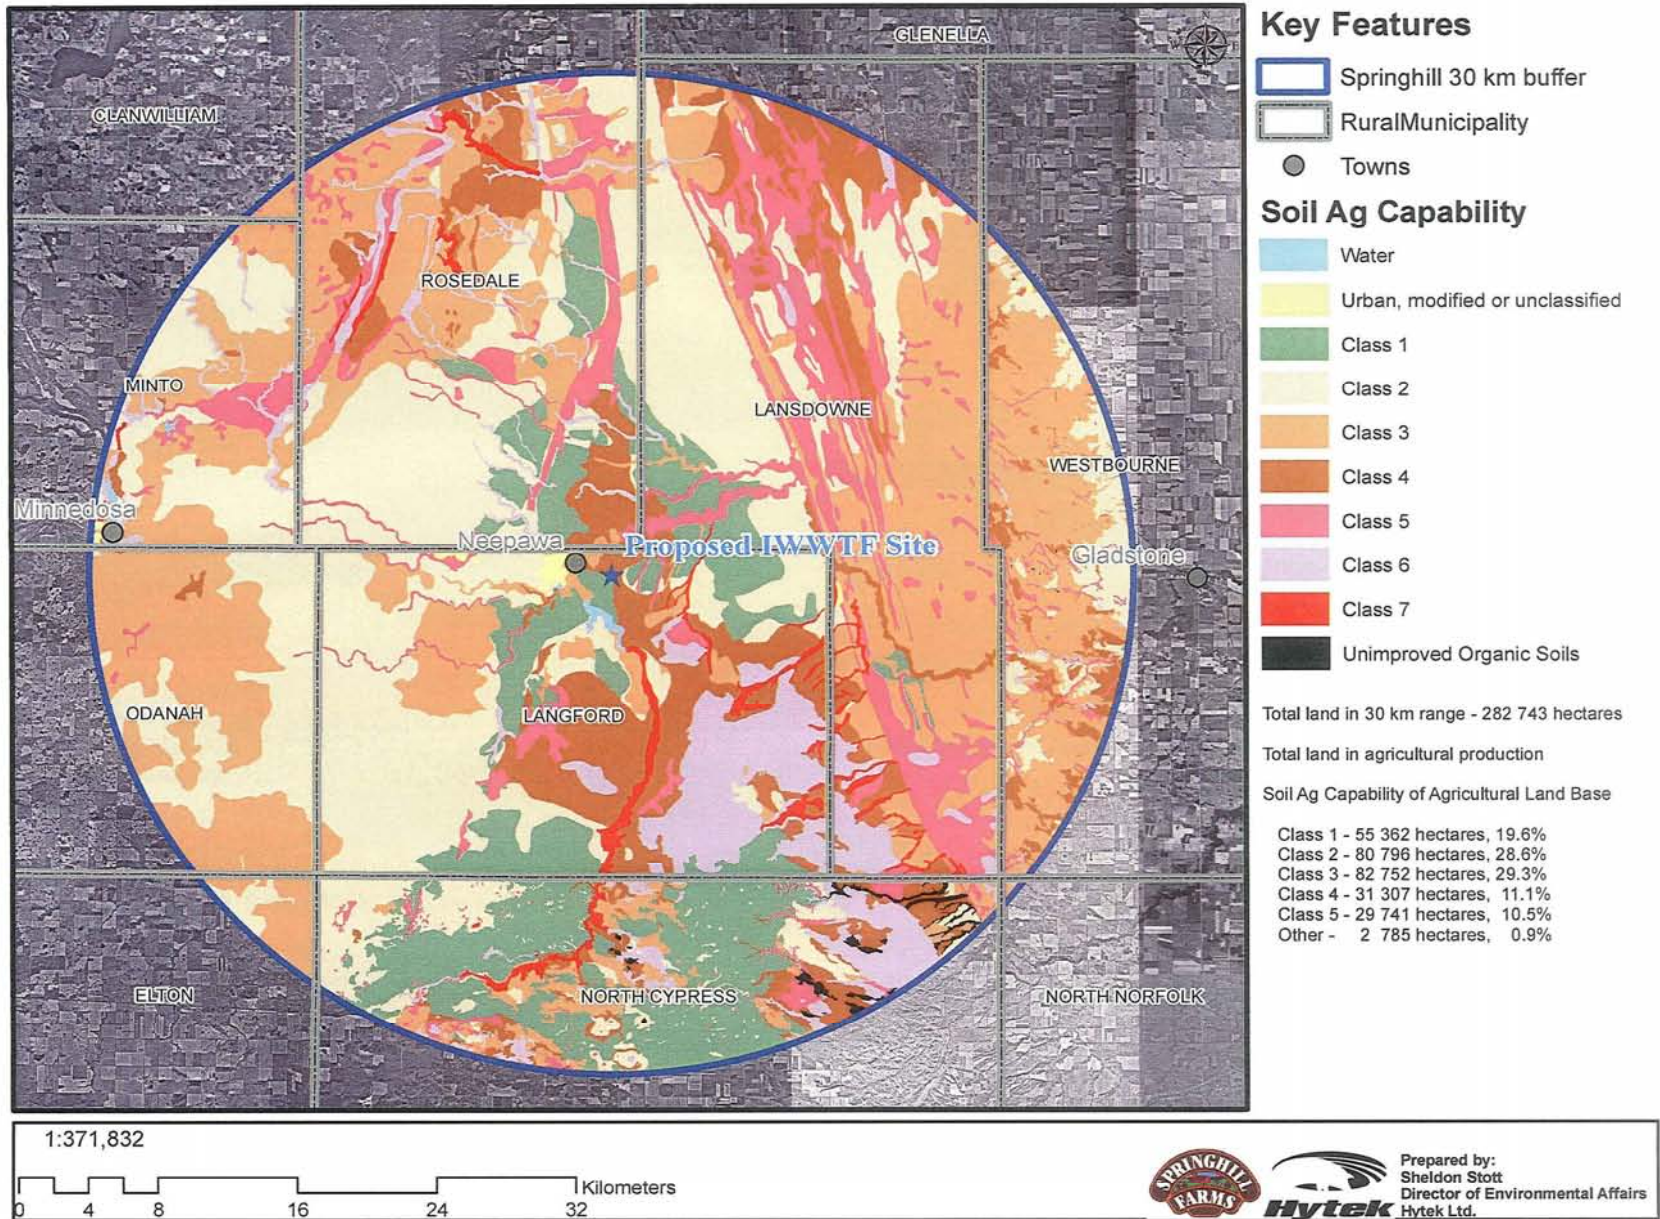 GLENELLA
CLANWILLIAM
ROSEDALE
MINTO
LANSDOWNE
WESTBOURNE
Minnedosa
Neepawa
Proposed IWWTF Site
Gladstone
ODANAH
LANGFORD
ELTON
NORTH CYPRESS
NORTH NORFOLK
Key Features
Springhill 30 km buffer
RuralMunicipality
Towns
Soil Ag Capability
Water
Urban, modified or unclassified
Class 1
Class 2
Class 3
Class 4
Class 5
Class 6
Class 7
Unimproved Organic Soils
Total land in 30 km range - 282 743 hectares
Total land in agricultural production
Soil Ag Capability of Agricultural Land Base
Class 1 - 55 362 hectares, 19.6%
Class 2 - 80 796 hectares, 28.6%
Class 3 - 82 752 hectares, 29.3%
Class 4 - 31 307 hectares, 11.1%
Class 5 - 29 741 hectares, 10.5%
Other - 2 785 hectares, 0.9%
1:371,832
Kilometers
0 4 8 16 24 32
SPRINGHILL
FARMS
Hytek
Prepared by:
Sheldon Stott
Director of Environmental Affairs
Hytek Ltd.